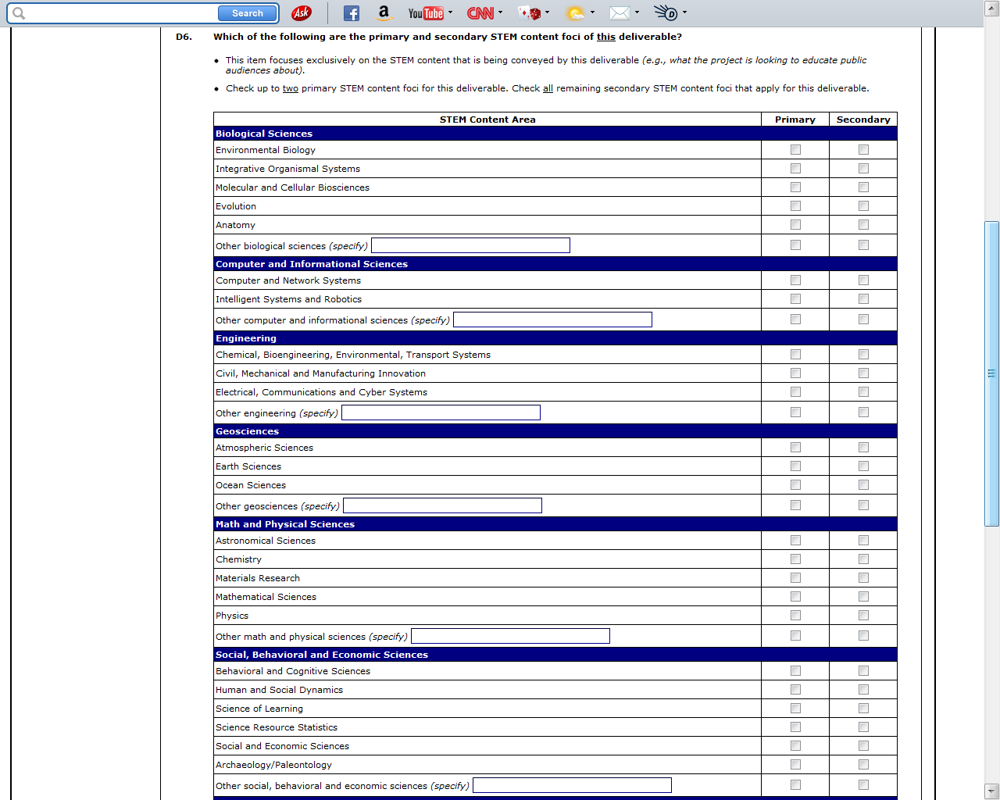 Search Ask f a YouTube CNN D
D6. Which of the following are the primary and secondary STEM content foci of this deliverable?
• This item focuses exclusively on the STEM content that is being conveyed by this deliverable (e.g., what the project is looking to educate public
audiences about).
• Check up to two primary STEM content foci for this deliverable. Check all remaining secondary STEM content foci that apply for this deliverable.
STEM Content Area Primary Secondary
Biological Sciences
Environmental Biology
Integrative Organismal Systems
Molecular and Cellular Biosciences
Evolution
Anatomy
Other biological sciences (specify)
Computer and Informational Sciences
Computer and Network Systems
Intelligent Systems and Robotics
Other computer and informational sciences (specify)
Engineering
Chemical, Bioengineering, Environmental, Transport Systems
Civil, Mechanical and Manufacturing Innovation
Electrical, Communications and Cyber Systems
Other engineering (specify)
Geosciences
Atmospheric Sciences
Earth Sciences
Ocean Sciences
Other geosciences (specify)
Math and Physical Sciences
Astronomical Sciences
Chemistry
Materials Research
Mathematical Sciences
Physics
Other math and physical sciences (specify)
Social, Behavioral and Economic Sciences
Behavioral and Cognitive Sciences
Human and Social Dynamics
Science of Learning
Science Resource Statistics
Social and Economic Sciences
Archaeology/Paleontology
Other social, behavioral and economic sciences (specify)